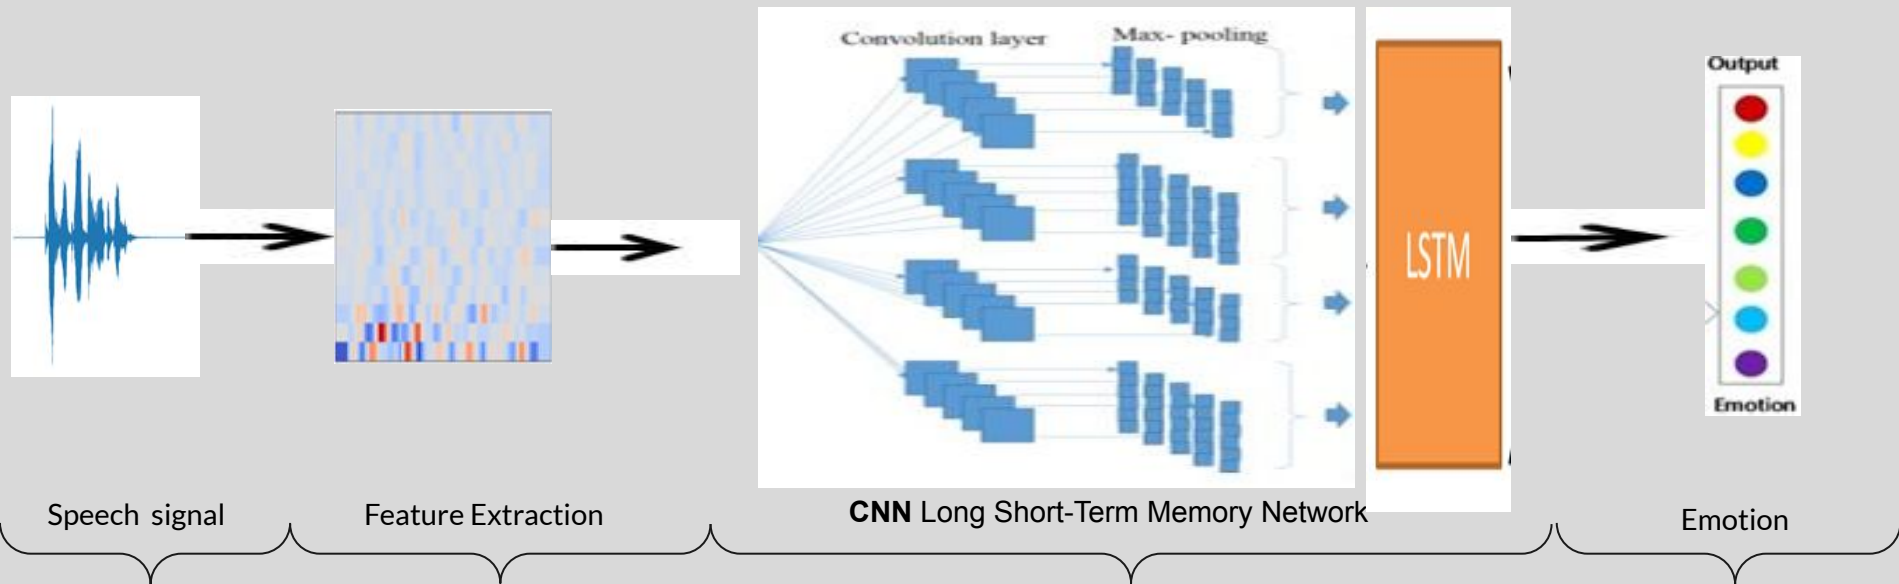 Convolution layer
Max- pooling
LSTM
Output
Emotion
Speech signal
Feature Extraction
CNN Long Short-Term Memory Network
Emotion